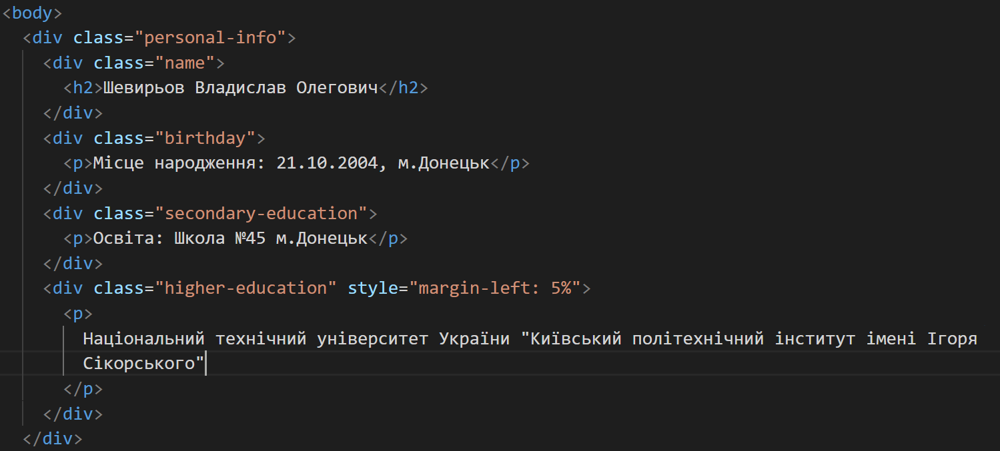 <body>
<div class="personal-info">
<div class="name">
<h2>Шевирьов Владислав Олегович</h2>
</div>
<div class="birthday">
<p>Місце народження: 21.10.2004, м.Донецьк</p>
</div>
<div class="secondary-education">
<p>Освіта: Школа №45 м.Донецьк</p>
</div>
<div class="higher-education" style="margin-left: 5%">
<p>
Національний технічний університет України "Київський політехнічний інститут імені Ігоря
Сікорського"
</p>
</div>
</div>